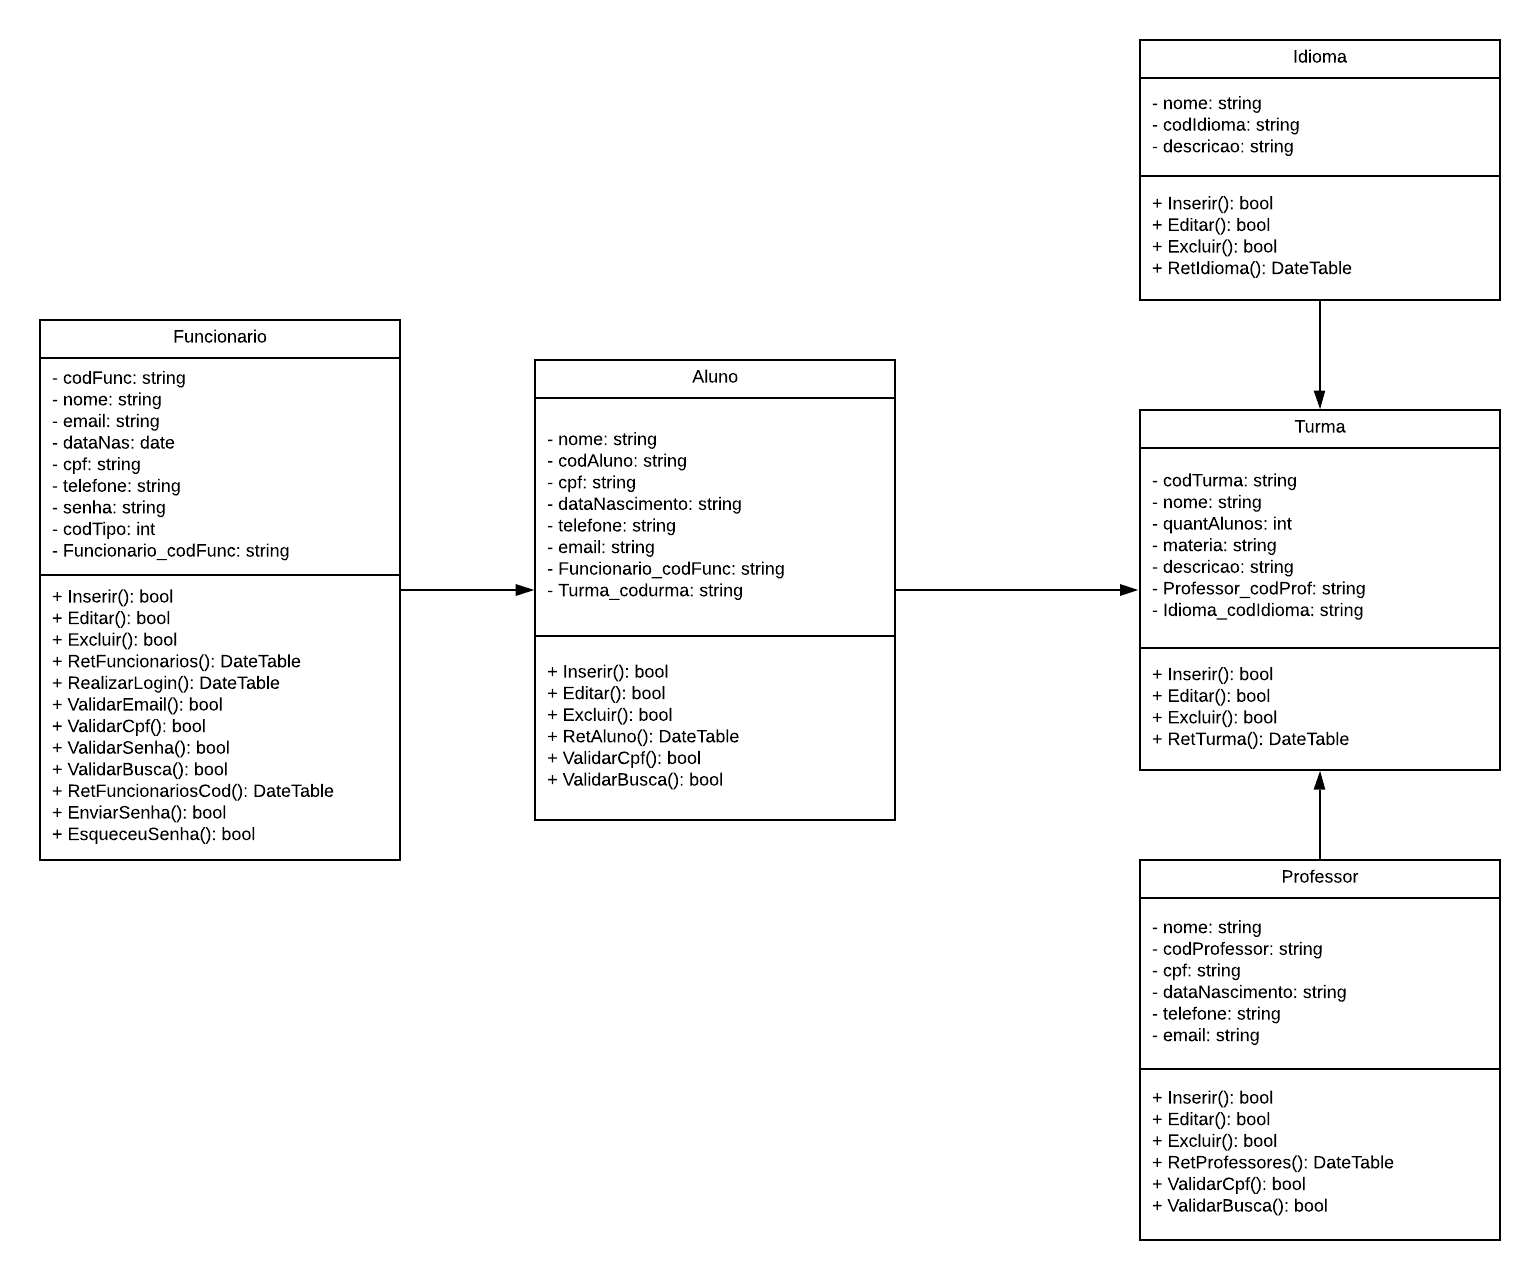 Idioma
- nome: string
- codIdioma: string
- descricao: string
+ Inserir(): bool
+ Editar(): bool
+ Excluir(): bool
+ RetIdioma(): DateTable
Funcionario
- codFunc: string
- nome: string
- email: string
- dataNas: date
- cpf: string
- telefone: string
- senha: string
- codTipo: int
- Funcionario_codFunc: string
+ Inserir(): bool
+ Editar(): bool
+ Excluir(): bool
+ RetFuncionarios(): DateTable
+ RealizarLogin(): DateTable
+ ValidarEmail(): bool
+ ValidarCpf(): bool
+ ValidarSenha(): bool
+ ValidarBusca(): bool
+ RetFuncionariosCod(): DateTable
+ EnviarSenha(): bool
+ EsqueceuSenha(): bool
Aluno
- nome: string
- codAluno: string
- cpf: string
- dataNascimento: string
- telefone: string
- email: string
- Funcionario_codFunc: string
- Turma_codurma: string
+ Inserir(): bool
+ Editar(): bool
+ Excluir(): bool
+ RetAluno(): DateTable
+ ValidarCpf(): bool
+ ValidarBusca(): bool
Turma
- codTurma: string
- nome: string
- quantAlunos: int
- materia: string
- descricao: string
- Professor_codProf: string
- Idioma_codIdioma: string
+ Inserir(): bool
+ Editar(): bool
+ Excluir(): bool
+ RetTurma(): DateTable
Professor
- nome: string
- codProfessor: string
- cpf: string
- dataNascimento: string
- telefone: string
- email: string
+ Inserir(): bool
+ Editar(): bool
+ Excluir(): bool
+ RetProfessores(): DateTable
+ ValidarCpf(): bool
+ ValidarBusca(): bool